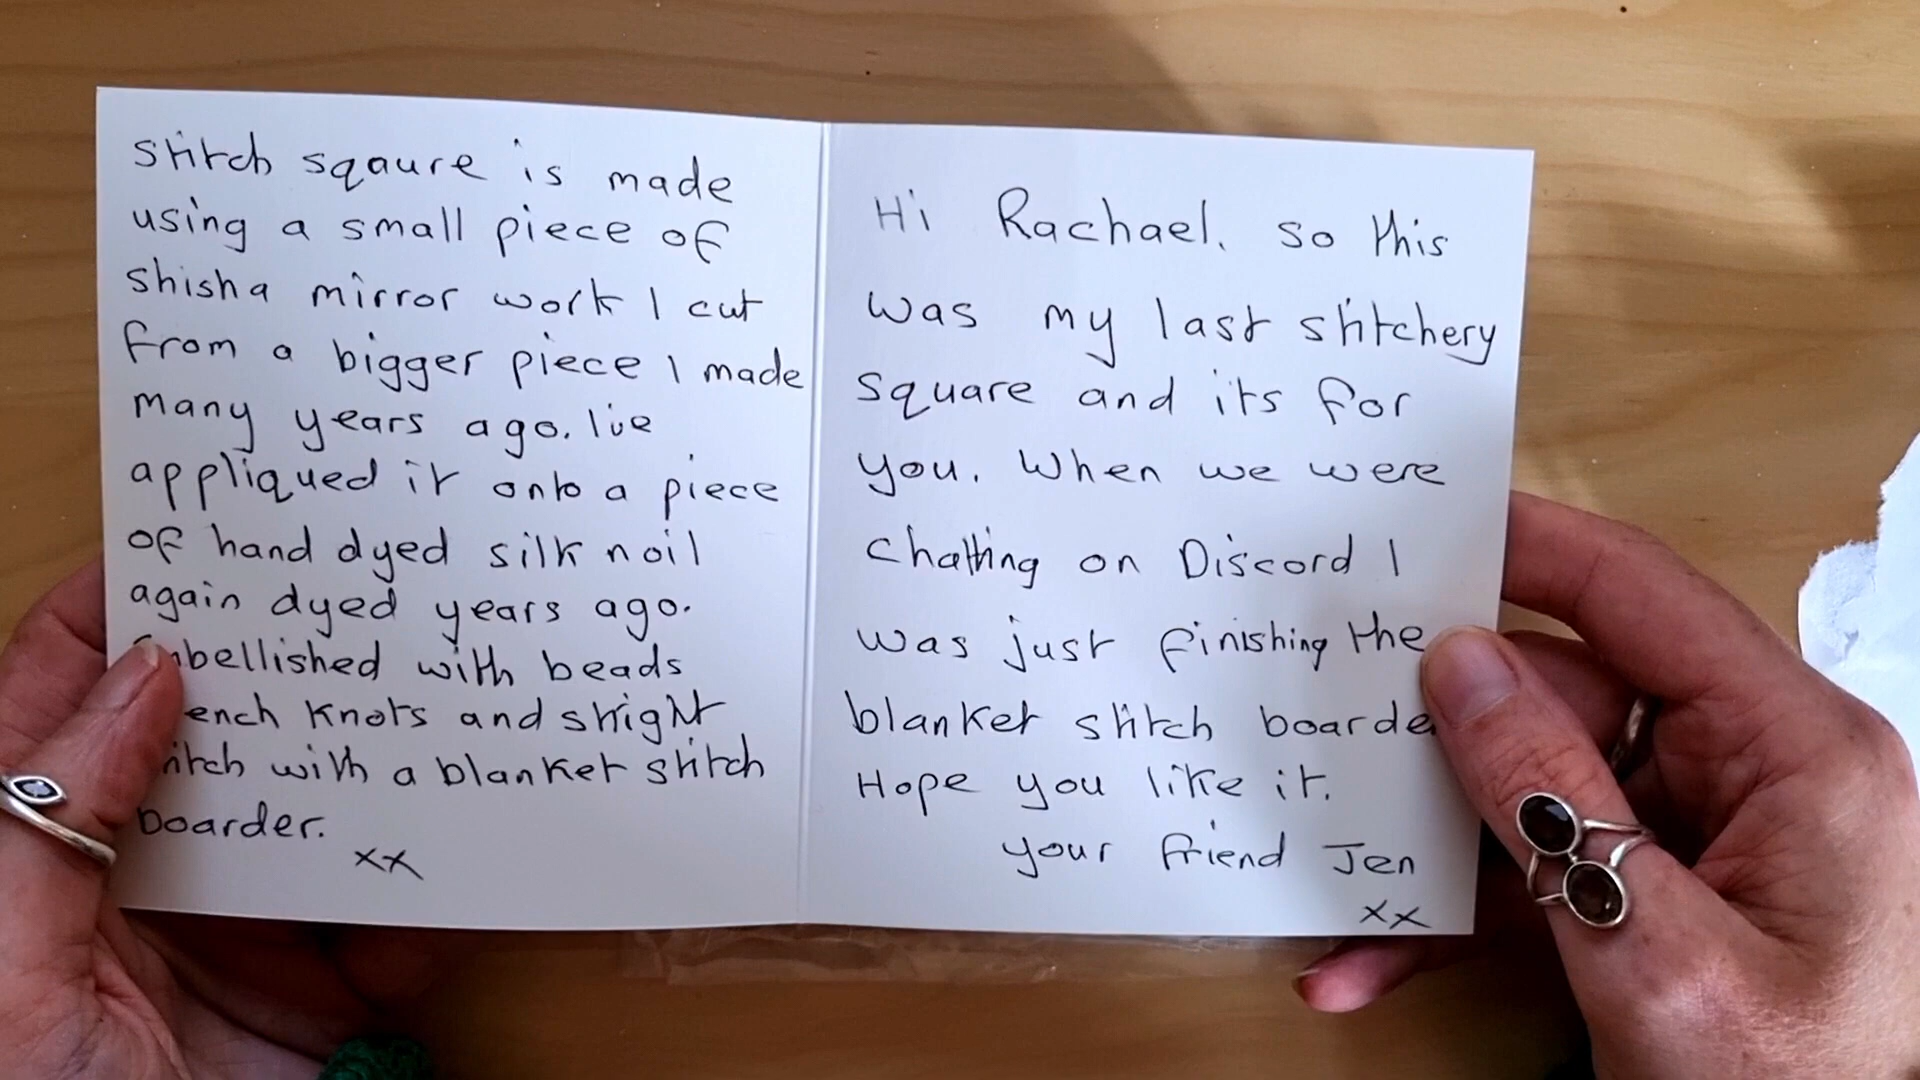 stitch sqaure is made
using a small piece of
shisha mirror work I cut
from a bigger piece I made
many years ago. I've
appliqued it onto a piece
of hand dyed silk noil
again dyed years ago.
with beads
knots and
with a blanket stitch
boarder.
xx
Hi Rachael. so this
was my last stitchery
square and its for
you. When we were
chatting on Discord I
was just finishing the
blanket stitch
Hope you like it.
your friend Jen
xx